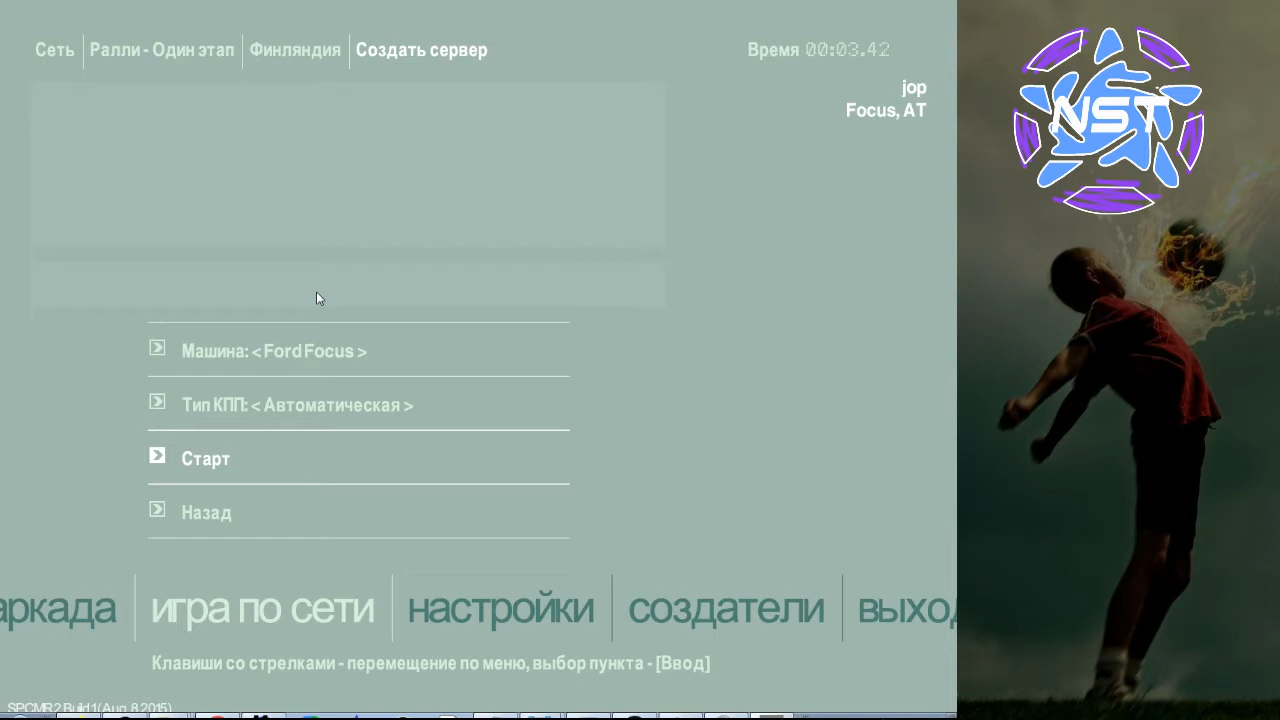 Сеть Ралли - Один этап Финляндия Создать сервер
Время 00:03.42
jop
Focus, AT
NST
Машина: < Ford Focus >
Тип КПП: < Автоматическая >
Старт
Назад
аркада игра по сети настройки создатели выход
Клавиши со стрелками - перемещение по меню, выбор пункта - [Ввод]
SPCMR2 Build 1 (Aug. 8 2015)